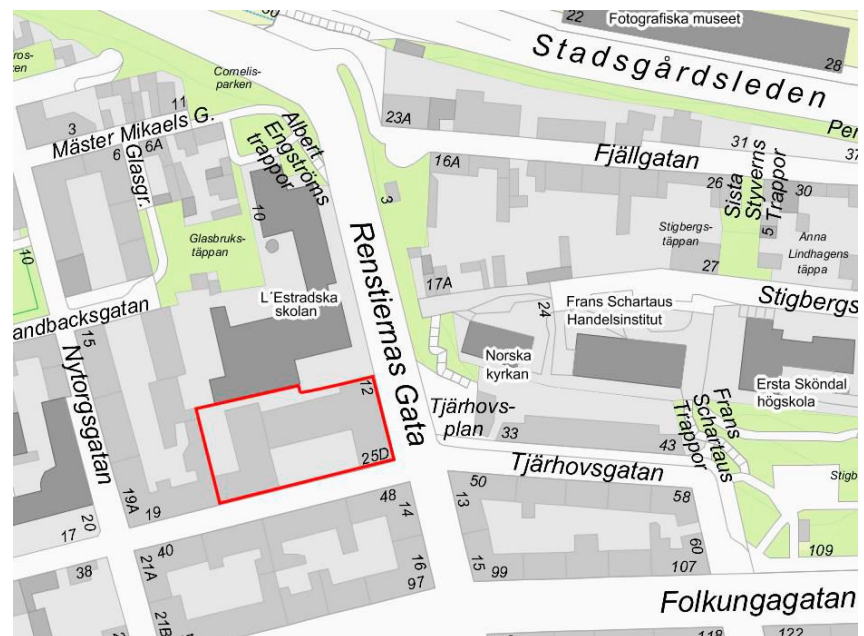 Fotografiska museet
22
28
Stadsgårdsleden
Cornelis-
parken
11
3
Mäster Mikaels G.
6
6A
Glasgr.
Albert
Engströms
trappor
10
23A
31
37
Fjällgatan
16A
26
30
Sista
Styverns
Trappor
5
3
Glasbruks-
täppan
Stigbergs-
täppan
Anna
Lindhagens
täppa
27
10
17A
Stigbergs
L´Estradska
skolan
Renstiernas Gata
24
Frans Schartaus
Handelsinstitut
andbacksgatan
15
Nytorgsgatan
Norska
kyrkan
Ersta Sköndal
högskola
12
Tjärhovs-
plan
33
43
Frans
Schartaus
Trappor
25D
Tjärhovsgatan
Stigb
19A
19
48
14
13
50
58
20
17
40
21A
38
16
97
15
99
60
107
109
21B
Folkungagatan
118
122